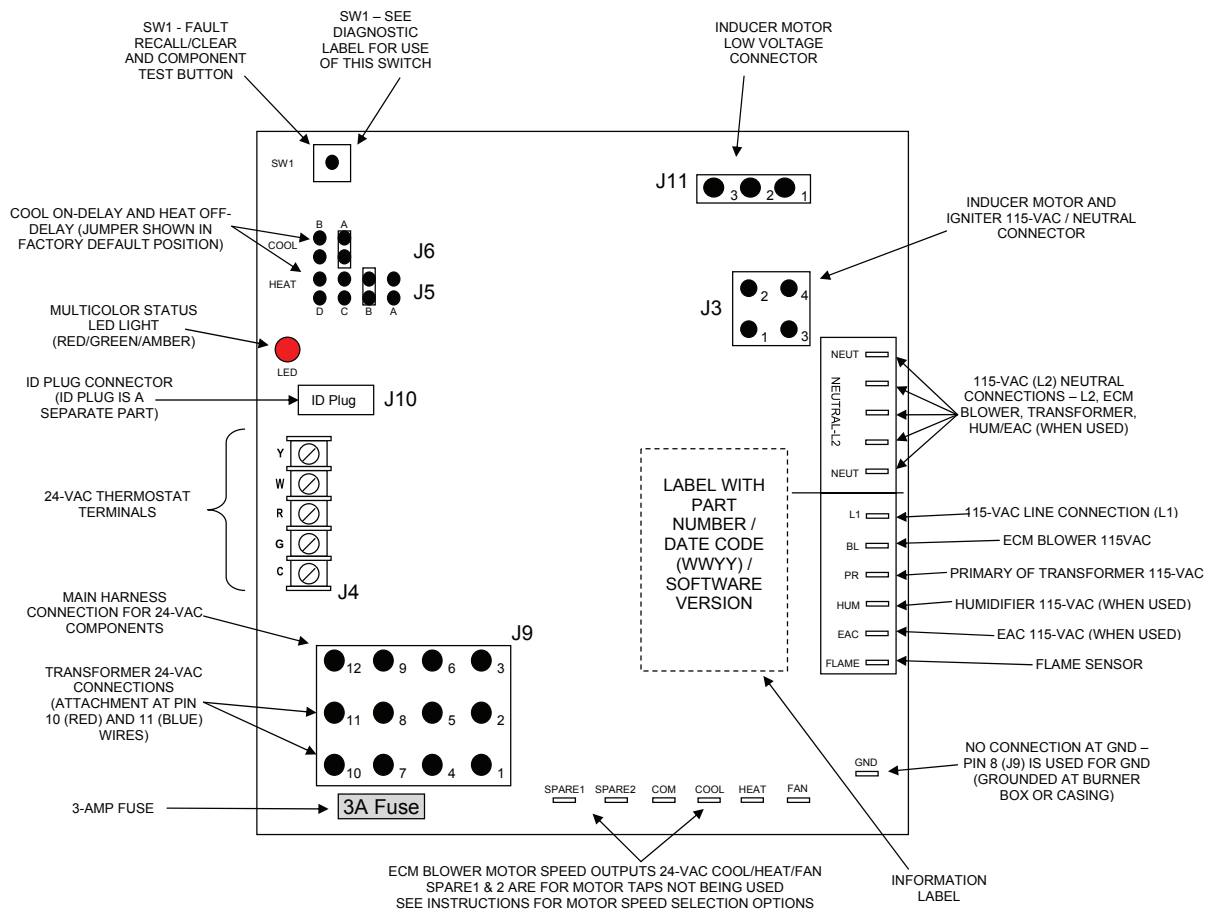 SW1 - FAULT
RECALL/CLEAR
AND COMPONENT
TEST BUTTON
SW1 – SEE
DIAGNOSTIC
LABEL FOR USE
OF THIS SWITCH
INDUCER MOTOR
LOW VOLTAGE
CONNECTOR
SW1
J11
3 2 1
COOL ON-DELAY AND HEAT OFF-
DELAY (JUMPER SHOWN IN
FACTORY DEFAULT POSITION)
B A
COOL
J6
HEAT
J5
D C B A
INDUCER MOTOR AND
IGNITER 115-VAC / NEUTRAL
CONNECTOR
J3
2 4
1 3
MULTICOLOR STATUS
LED LIGHT
(RED/GREEN/AMBER)
LED
ID PLUG CONNECTOR
(ID PLUG IS A
SEPARATE PART)
ID Plug
J10
NEUT
NEUTRAL-L2
NEUT
115-VAC (L2) NEUTRAL
CONNECTIONS – L2, ECM
BLOWER, TRANSFORMER,
HUM/EAC (WHEN USED)
24-VAC THERMOSTAT
TERMINALS
Y
W
R
G
C
J4
LABEL WITH
PART
NUMBER /
DATE CODE
(WWYY) /
SOFTWARE
VERSION
L1
115-VAC LINE CONNECTION (L1)
BL
ECM BLOWER 115VAC
PR
PRIMARY OF TRANSFORMER 115-VAC
HUM
HUMIDIFIER 115-VAC (WHEN USED)
EAC
EAC 115-VAC (WHEN USED)
FLAME
FLAME SENSOR
MAIN HARNESS
CONNECTION FOR 24-VAC
COMPONENTS
J9
12 9 6 3
11 8 5 2
10 7 4 1
TRANSFORMER 24-VAC
CONNECTIONS
(ATTACHMENT AT PIN
10 (RED) AND 11 (BLUE)
WIRES)
GND
NO CONNECTION AT GND –
PIN 8 (J9) IS USED FOR GND
(GROUNDED AT BURNER
BOX OR CASING)
3-AMP FUSE
3A Fuse
SPARE1 SPARE2 COM COOL HEAT FAN
ECM BLOWER MOTOR SPEED OUTPUTS 24-VAC COOL/HEAT/FAN
SPARE1 & 2 ARE FOR MOTOR TAPS NOT BEING USED
SEE INSTRUCTIONS FOR MOTOR SPEED SELECTION OPTIONS
INFORMATION
LABEL